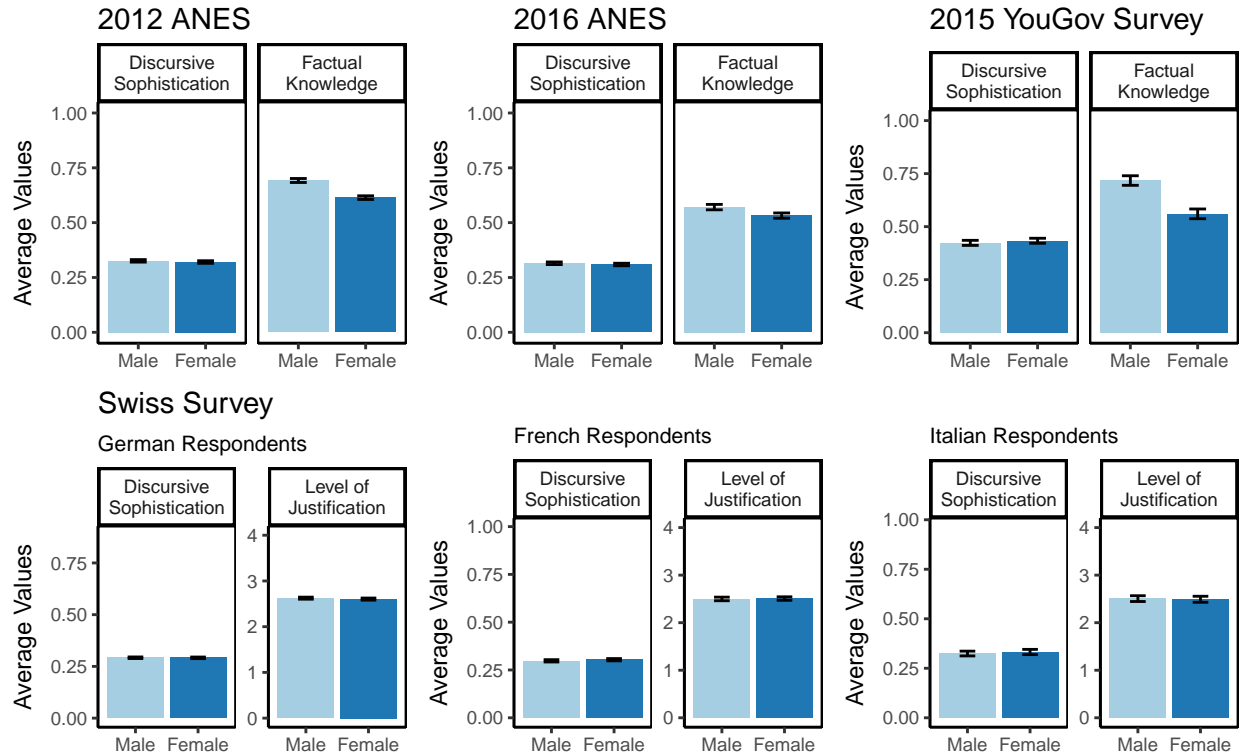 2012 ANES
2016 ANES
2015 YouGov Survey
Discursive
Sophistication
Factual
Knowledge
Discursive
Sophistication
Factual
Knowledge
Discursive
Sophistication
Factual
Knowledge
Average Values
1.00
0.75
0.50
0.25
0.00
Male Female Male Female
Average Values
1.00
0.75
0.50
0.25
0.00
Male Female Male Female
Average Values
1.00
0.75
0.50
0.25
0.00
Male Female Male Female
Swiss Survey
German Respondents
French Respondents
Italian Respondents
Discursive
Sophistication
Level of
Justification
Discursive
Sophistication
Level of
Justification
Discursive
Sophistication
Level of
Justification
Average Values
0.75
0.50
0.25
0.00
4
3
2
1
0
Male Female Male Female
Average Values
1.00
0.75
0.50
0.25
0.00
4
3
2
1
0
Male Female Male Female
Average Values
1.00
0.75
0.50
0.25
0.00
4
3
2
1
0
Male Female Male Female